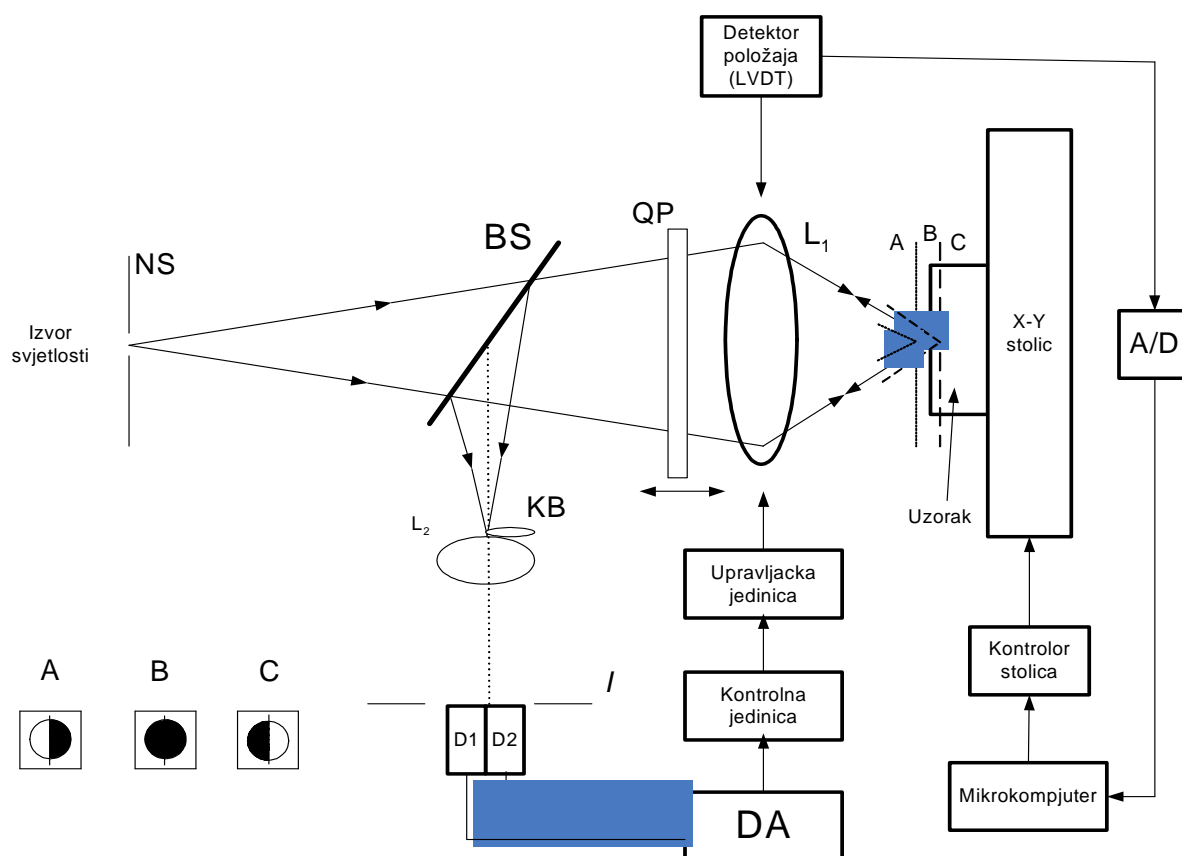 Detektor
položaja
(LVDT)
QP
BS
L1
A
B
C
NS
Izvor
svjetlosti
X-Y
stolic
A/D
L2
KB
Uzorak
Upravljacka
jedinica
Kontrolor
stolica
A
B
C
I
Kontrolna
jedinica
D1
D2
Mikrokompjuter
DA